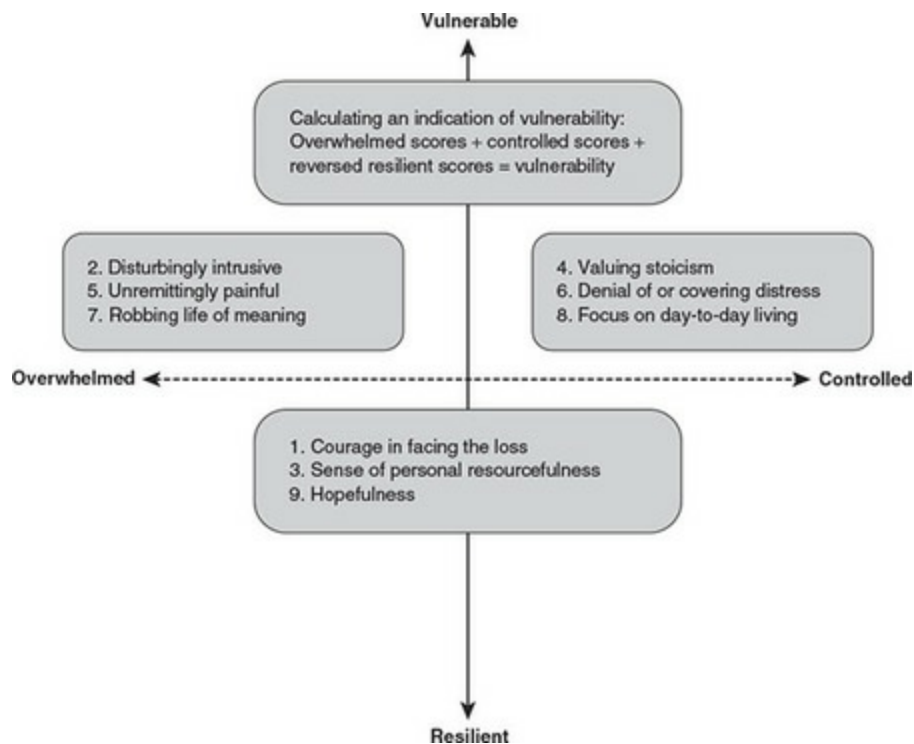 Vulnerable
Calculating an indication of vulnerability:
Overwhelmed scores + controlled scores +
reversed resilient scores = vulnerability
2. Disturbingly intrusive
5. Unremittingly painful
7. Robbing life of meaning
4. Valuing stoicism
6. Denial of or covering distress
8. Focus on day-to-day living
Overwhelmed
Controlled
1. Courage in facing the loss
3. Sense of personal resourcefulness
9. Hopefulness
Resilient